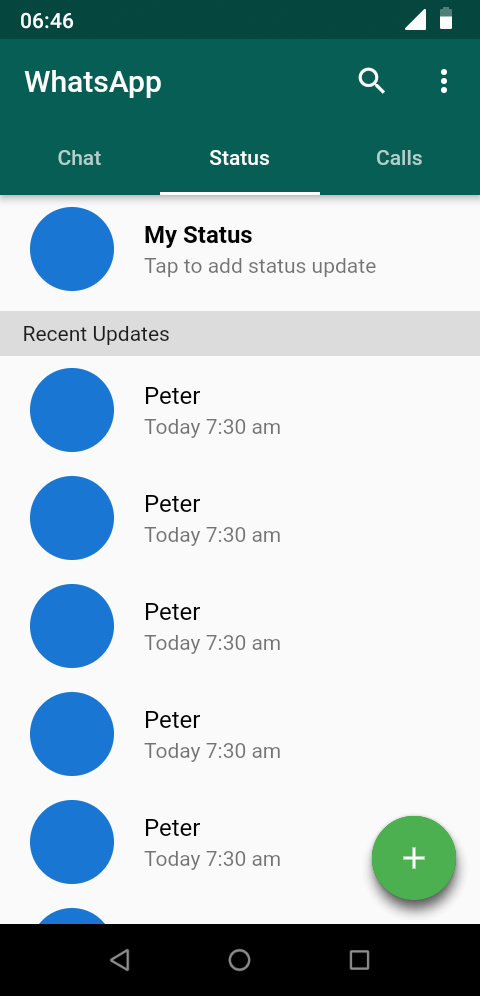 06:46
WhatsApp
Chat Status Calls
My Status
Tap to add status update
Recent Updates
Peter
Today 7:30 am
Peter
Today 7:30 am
Peter
Today 7:30 am
Peter
Today 7:30 am
Peter
Today 7:30 am